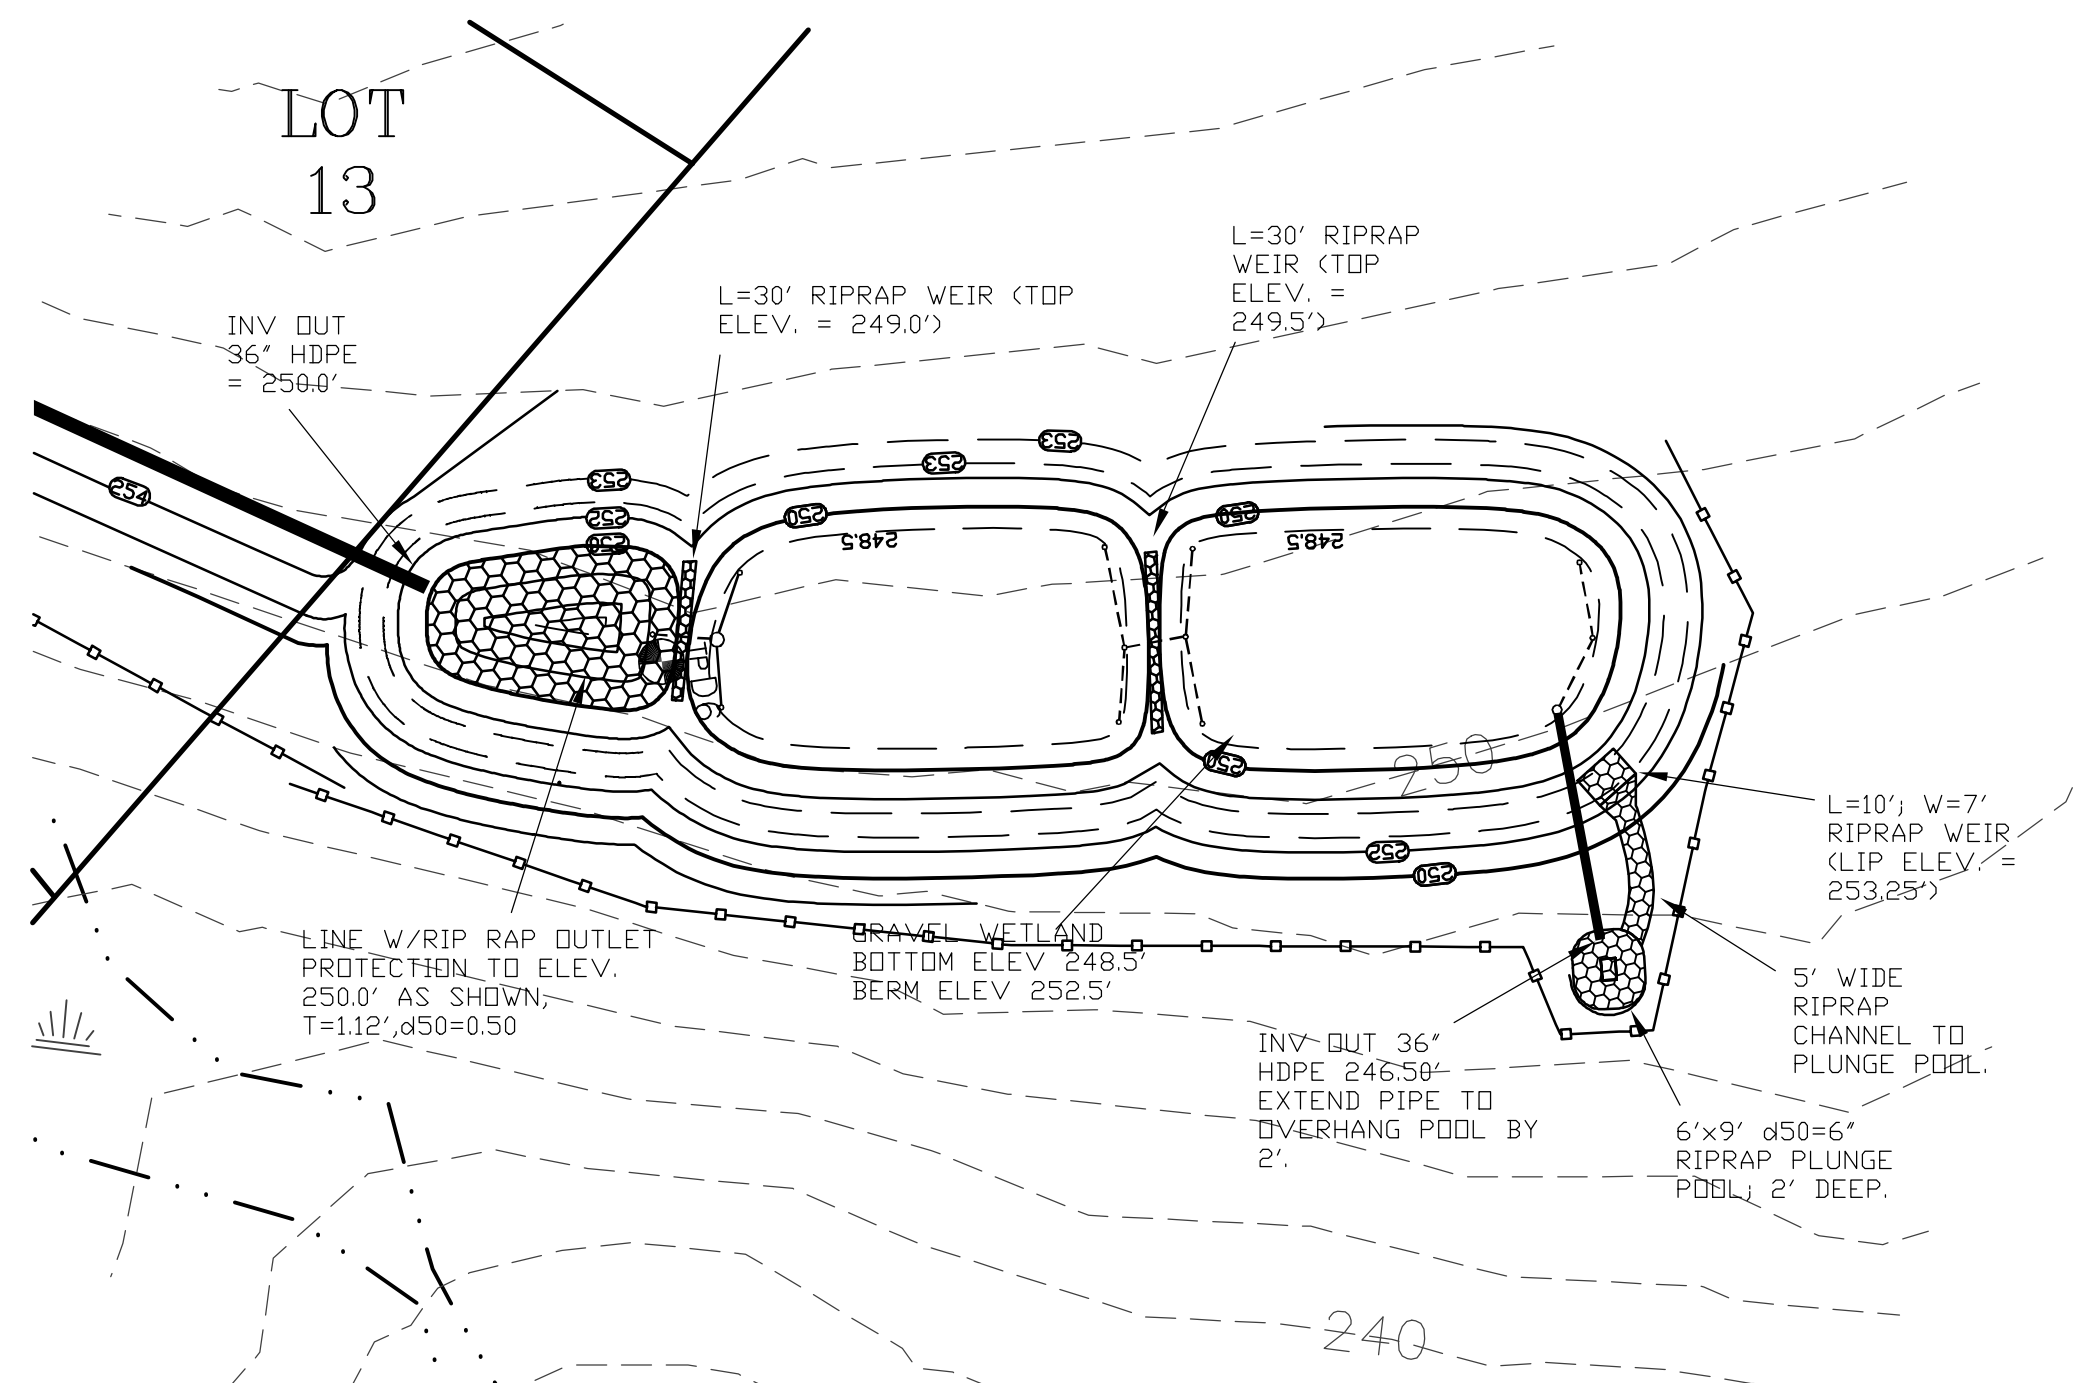 LOT
13
L=30' RIPRAP
WEIR (TOP
ELEV. =
249.5')
L=30' RIPRAP WEIR (TOP
ELEV. = 249.0')
INV OUT
36" HDPE
= 250.0'
253
253
253
254
252
250
250
250
248.5
248.5
250
250
L=10'; W=7'
RIPRAP WEIR
(LIP ELEV. =
253.25')
252
250
LINE W/RIP RAP OUTLET
PROTECTION TO ELEV.
250.0' AS SHOWN,
T=1.12',d50=0.50
GRAVEL WETLAND
BOTTOM ELEV 248.5'
BERM ELEV 252.5'
5' WIDE
RIPRAP
CHANNEL TO
PLUNGE POOL.
INV OUT 36"
HDPE 246.50'
EXTEND PIPE TO
OVERHANG POOL BY
2'.
6'x9' d50=6"
RIPRAP PLUNGE
POOL; 2' DEEP.
240